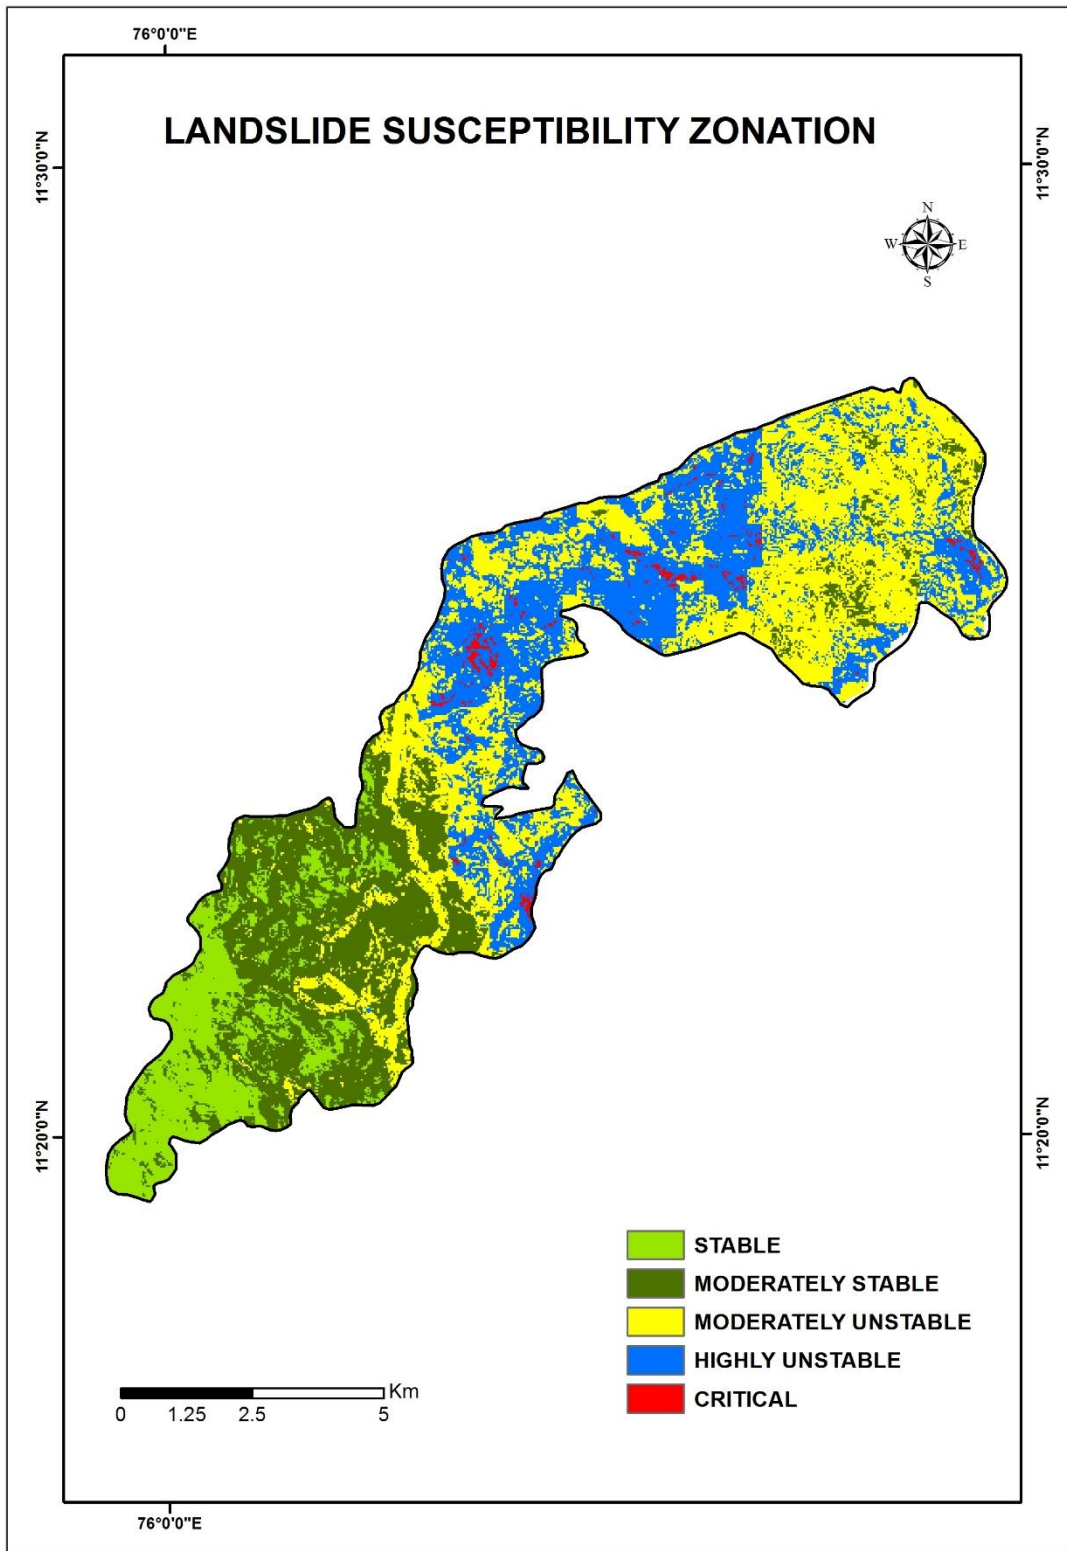 76°0'0"E
LANDSLIDE SUSCEPTIBILITY ZONATION
11°30'0"N
11°30'0"N
N
W E
S
11°20'0"N
11°20'0"N
STABLE
MODERATELY STABLE
MODERATELY UNSTABLE
HIGHLY UNSTABLE
CRITICAL
Km
0 1.25 2.5 5
76°0'0"E